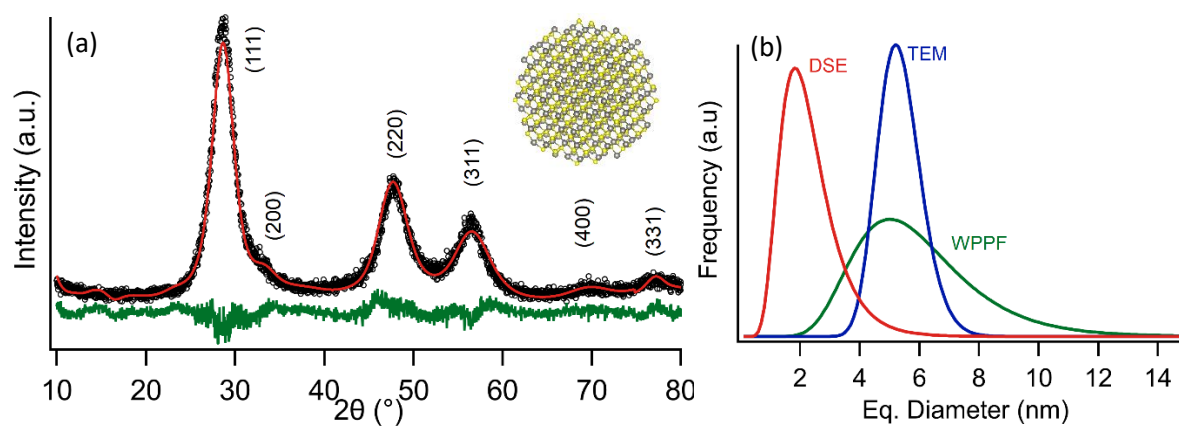 (a)
(111)
(200)
(220)
(311)
(400)
(331)
Intensity (a.u.)
10 20 30 40 50 60 70 80
2θ (°)
(b)
DSE
TEM
WPPF
Frequency (a.u)
2 4 6 8 10 12 14
Eq. Diameter (nm)